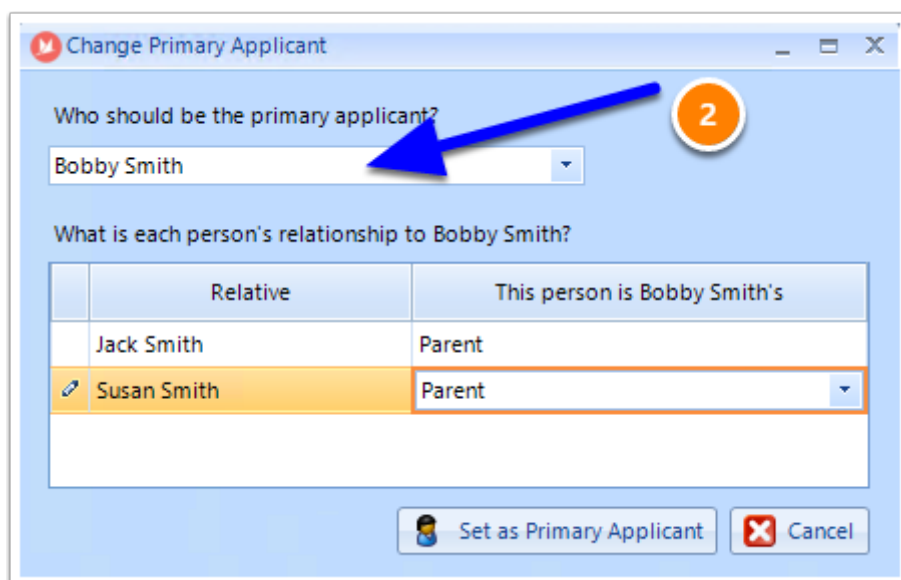 Change Primary Applicant
Who should be the primary applicant?
2
Bobby Smith
What is each person's relationship to Bobby Smith?
Relative This person is Bobby Smith's
Jack Smith Parent
Susan Smith Parent
Set as Primary Applicant Cancel